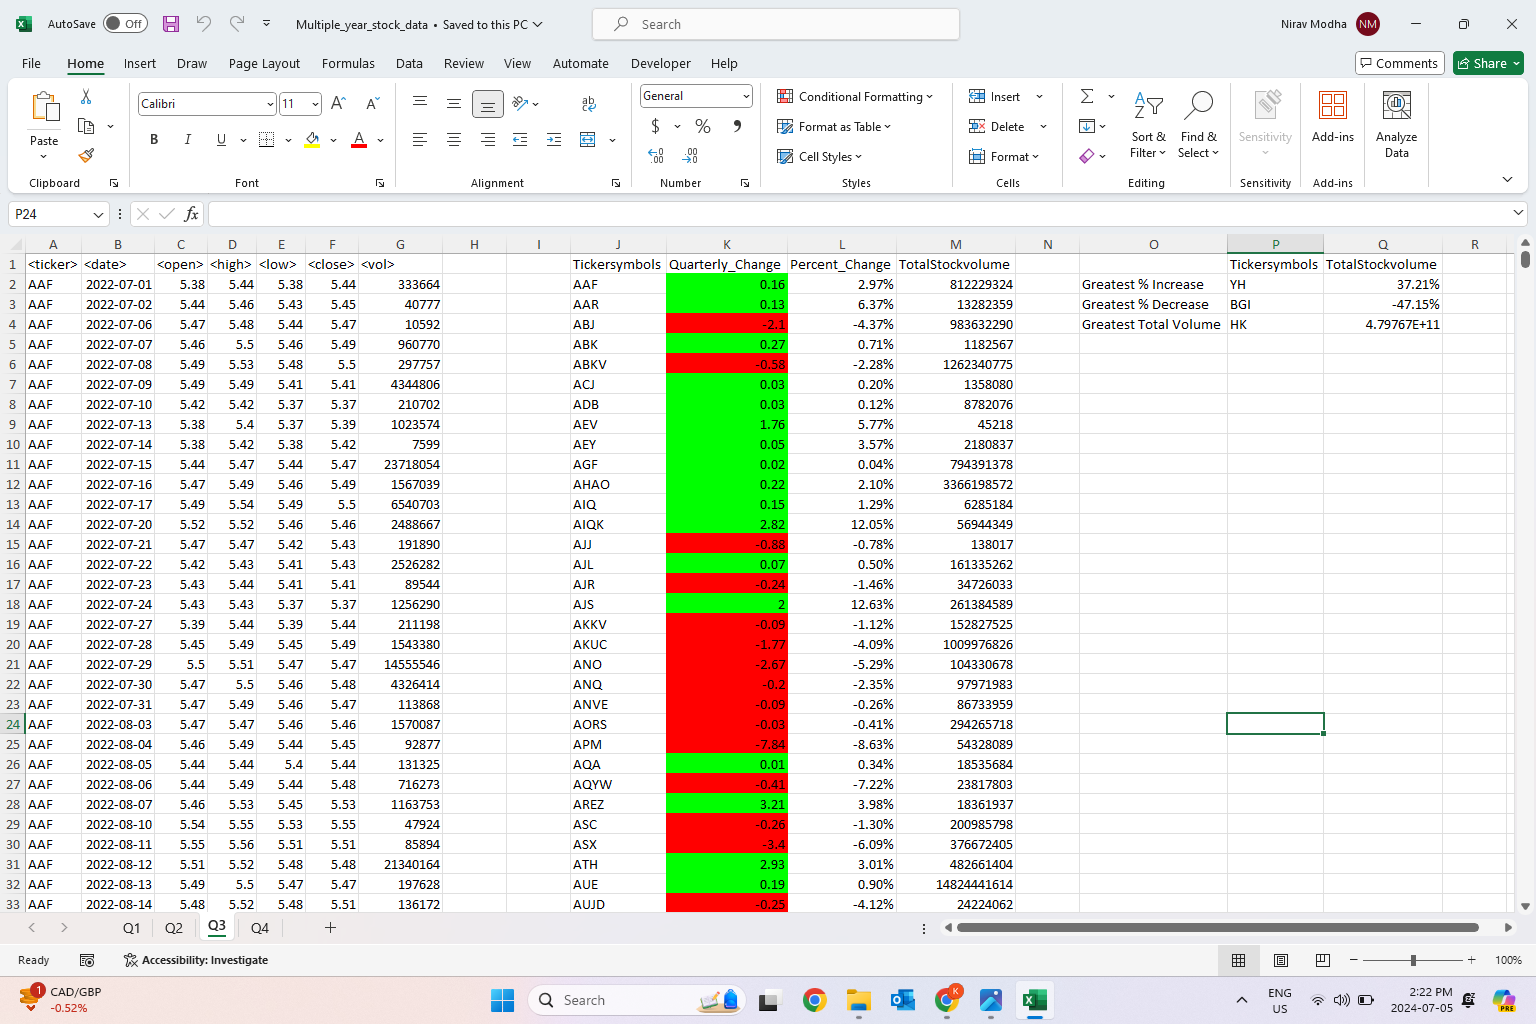 AutoSave Off Multiple_year_stock_data • Saved to this PC Search Nirav Modha NM
File Home Insert Draw Page Layout Formulas Data Review View Automate Developer Help Comments Share
Paste Calibri 11 General Conditional Formatting Insert Sort & Filter Find & Select Sensitivity Add-ins Analyze Data
B I U A $ % Format as Table Delete
Cell Styles Format
Clipboard Font Alignment Number Styles Cells Editing Sensitivity Add-ins
P24 fx
A B C D E F G H I J K L M N O P Q R
1 <ticker> <date> <open> <high> <low> <close> <vol> Tickersymbols Quarterly_Change Percent_Change TotalStockvolume Tickersymbols TotalStockvolume
2 AAF 2022-07-01 5.38 5.44 5.38 5.44 333664 AAF 0.16 2.97% 812229324 Greatest % Increase YH 37.21%
3 AAF 2022-07-02 5.44 5.46 5.43 5.45 40777 AAR 0.13 6.37% 13282359 Greatest % Decrease BGI -47.15%
4 AAF 2022-07-06 5.47 5.48 5.44 5.47 10592 ABJ -2.1 -4.37% 983632290 Greatest Total Volume HK 4.79767E+11
5 AAF 2022-07-07 5.46 5.5 5.46 5.49 960770 ABK 0.27 0.71% 1182567
6 AAF 2022-07-08 5.49 5.53 5.48 5.5 297757 ABKV -0.58 -2.28% 1262340775
7 AAF 2022-07-09 5.49 5.49 5.41 5.41 4344806 ACJ 0.03 0.20% 1358080
8 AAF 2022-07-10 5.42 5.42 5.37 5.37 210702 ADB 0.03 0.12% 8782076
9 AAF 2022-07-13 5.38 5.4 5.37 5.39 1023574 AEV 1.76 5.77% 45218
10 AAF 2022-07-14 5.38 5.42 5.38 5.42 7599 AEY 0.05 3.57% 2180837
11 AAF 2022-07-15 5.44 5.47 5.44 5.47 23718054 AGF 0.02 0.04% 794391378
12 AAF 2022-07-16 5.47 5.49 5.46 5.49 1567039 AHAO 0.22 2.10% 3366198572
13 AAF 2022-07-17 5.49 5.54 5.49 5.5 6540703 AIQ 0.15 1.29% 6285184
14 AAF 2022-07-20 5.52 5.52 5.46 5.46 2488667 AIQK 2.82 12.05% 56944349
15 AAF 2022-07-21 5.47 5.47 5.42 5.43 191890 AJJ -0.88 -0.78% 138017
16 AAF 2022-07-22 5.42 5.43 5.41 5.43 2526282 AJL 0.07 0.50% 161335262
17 AAF 2022-07-23 5.43 5.44 5.41 5.41 89544 AJR -0.24 -1.46% 34726033
18 AAF 2022-07-24 5.43 5.43 5.37 5.37 1256290 AJS 2 12.63% 261384589
19 AAF 2022-07-27 5.39 5.44 5.39 5.44 211198 AKKV -0.09 -1.12% 152827525
20 AAF 2022-07-28 5.45 5.49 5.45 5.49 1543380 AKUC -1.77 -4.09% 1009976826
21 AAF 2022-07-29 5.5 5.51 5.47 5.47 14555546 ANO -2.67 -5.29% 104330678
22 AAF 2022-07-30 5.47 5.5 5.46 5.48 4326414 ANQ -0.2 -2.35% 97971983
23 AAF 2022-07-31 5.47 5.49 5.46 5.47 113868 ANVE -0.09 -0.26% 86733959
24 AAF 2022-08-03 5.47 5.47 5.46 5.46 1570087 AORS -0.03 -0.41% 294265718
25 AAF 2022-08-04 5.46 5.49 5.44 5.45 92877 APM -7.84 -8.63% 54328089
26 AAF 2022-08-05 5.44 5.44 5.4 5.44 131325 AQA 0.01 0.34% 18535684
27 AAF 2022-08-06 5.44 5.49 5.44 5.48 716273 AQYW -0.41 -7.22% 23817803
28 AAF 2022-08-07 5.46 5.53 5.45 5.53 1163753 AREZ 3.21 3.98% 18361937
29 AAF 2022-08-10 5.54 5.55 5.53 5.55 47924 ASC -0.26 -1.30% 200985798
30 AAF 2022-08-11 5.55 5.56 5.51 5.51 85894 ASX -3.4 -6.09% 376672405
31 AAF 2022-08-12 5.51 5.52 5.48 5.48 21340164 ATH 2.93 3.01% 482661404
32 AAF 2022-08-13 5.49 5.5 5.47 5.47 197628 AUE 0.19 0.90% 14824441614
33 AAF 2022-08-14 5.48 5.52 5.48 5.51 136172 AUJD -0.25 -4.12% 24224062
Q1 Q2 Q3 Q4
Ready Accessibility: Investigate 100%
1 CAD/GBP
-0.52%
Search K PRE
ENG
US
2:22 PM
2024-07-05